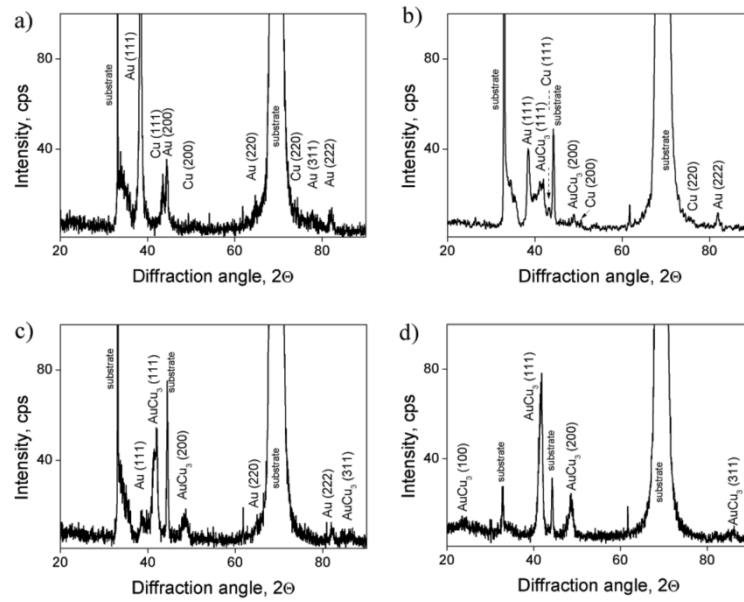 a)
Intensity, cps
80
40
substrate
Au (111)
Cu (111)
Au (200)
Cu (200)
Au (220)
substrate
Cu (220)
Au (311)
Au (222)
20 40 60 80
Diffraction angle, 2Θ
b)
Intensity, cps
80
40
substrate
Au (111)
AuCu₃ (111)
Cu (111)
substrate
AuCu₃ (200)
Cu (200)
substrate
Cu (220)
Au (222)
20 40 60 80
Diffraction angle, 2Θ
c)
Intensity, cps
80
40
substrate
Au (111)
AuCu₃ (111)
substrate
AuCu₃ (200)
Au (220)
substrate
Au (222)
AuCu₃ (311)
20 40 60 80
Diffraction angle, 2Θ
d)
Intensity, cps
80
40
AuCu₃ (100)
substrate
AuCu₃ (111)
substrate
AuCu₃ (200)
substrate
AuCu₃ (311)
20 40 60 80
Diffraction angle, 2Θ